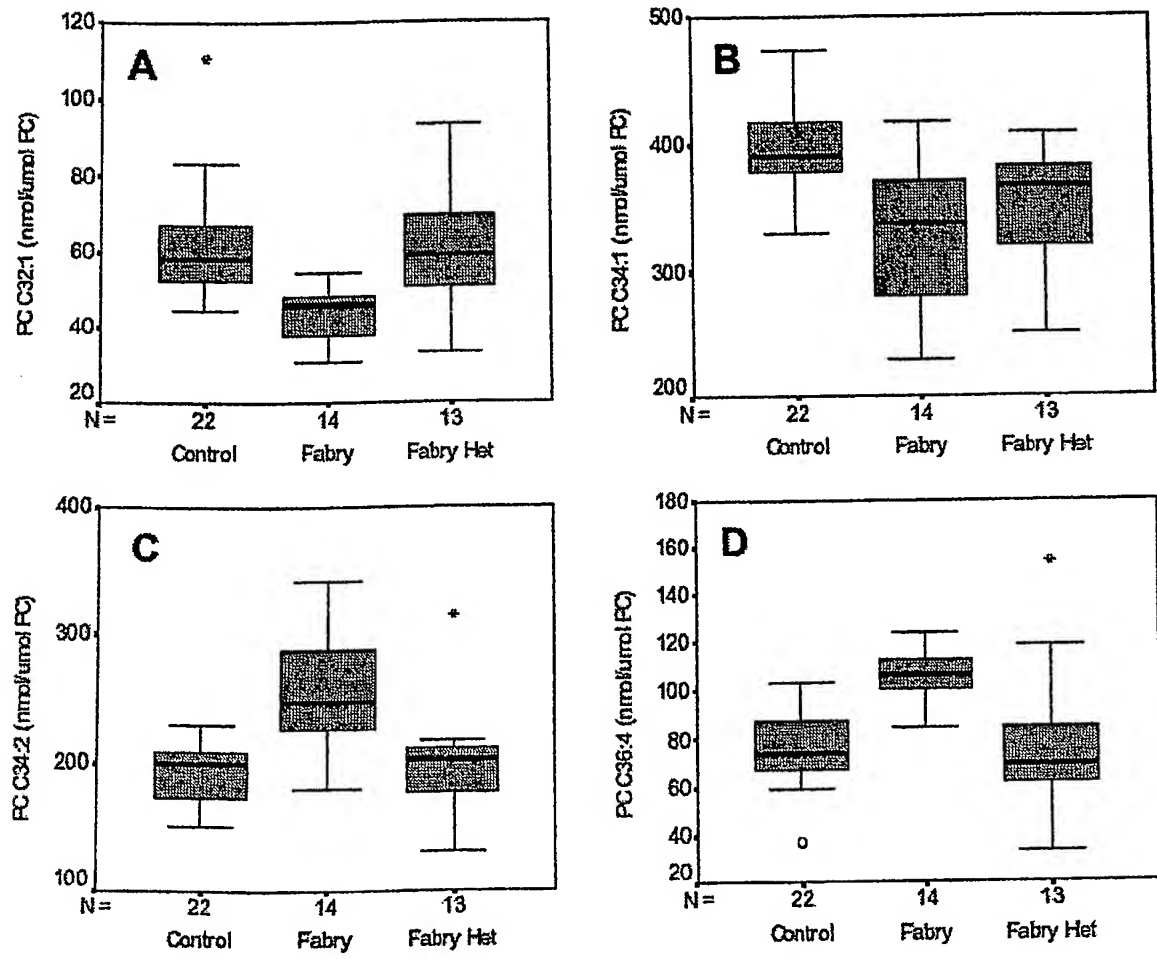 A
PC C32:1 (nmol/umol PC)
120
100
80
60
40
20
N = 22 14 13
Control Fabry Fabry Het
B
PC C34:1 (nmol/umol PC)
500
400
300
200
N = 22 14 13
Control Fabry Fabry Het
C
PC C34:2 (nmol/umol PC)
400
300
200
100
N = 22 14 13
Control Fabry Fabry Het
D
PC C36:4 (nmol/umol PC)
180
160
140
120
100
80
60
40
20
N = 22 14 13
Control Fabry Fabry Het